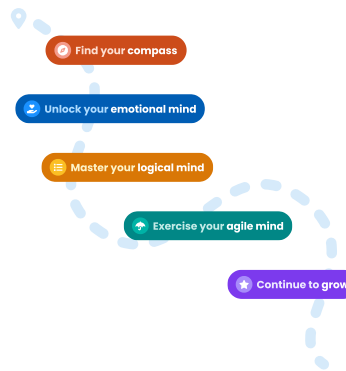 Find your compass
Unlock your emotional mind
Master your logical mind
Exercise your agile mind
Continue to grow